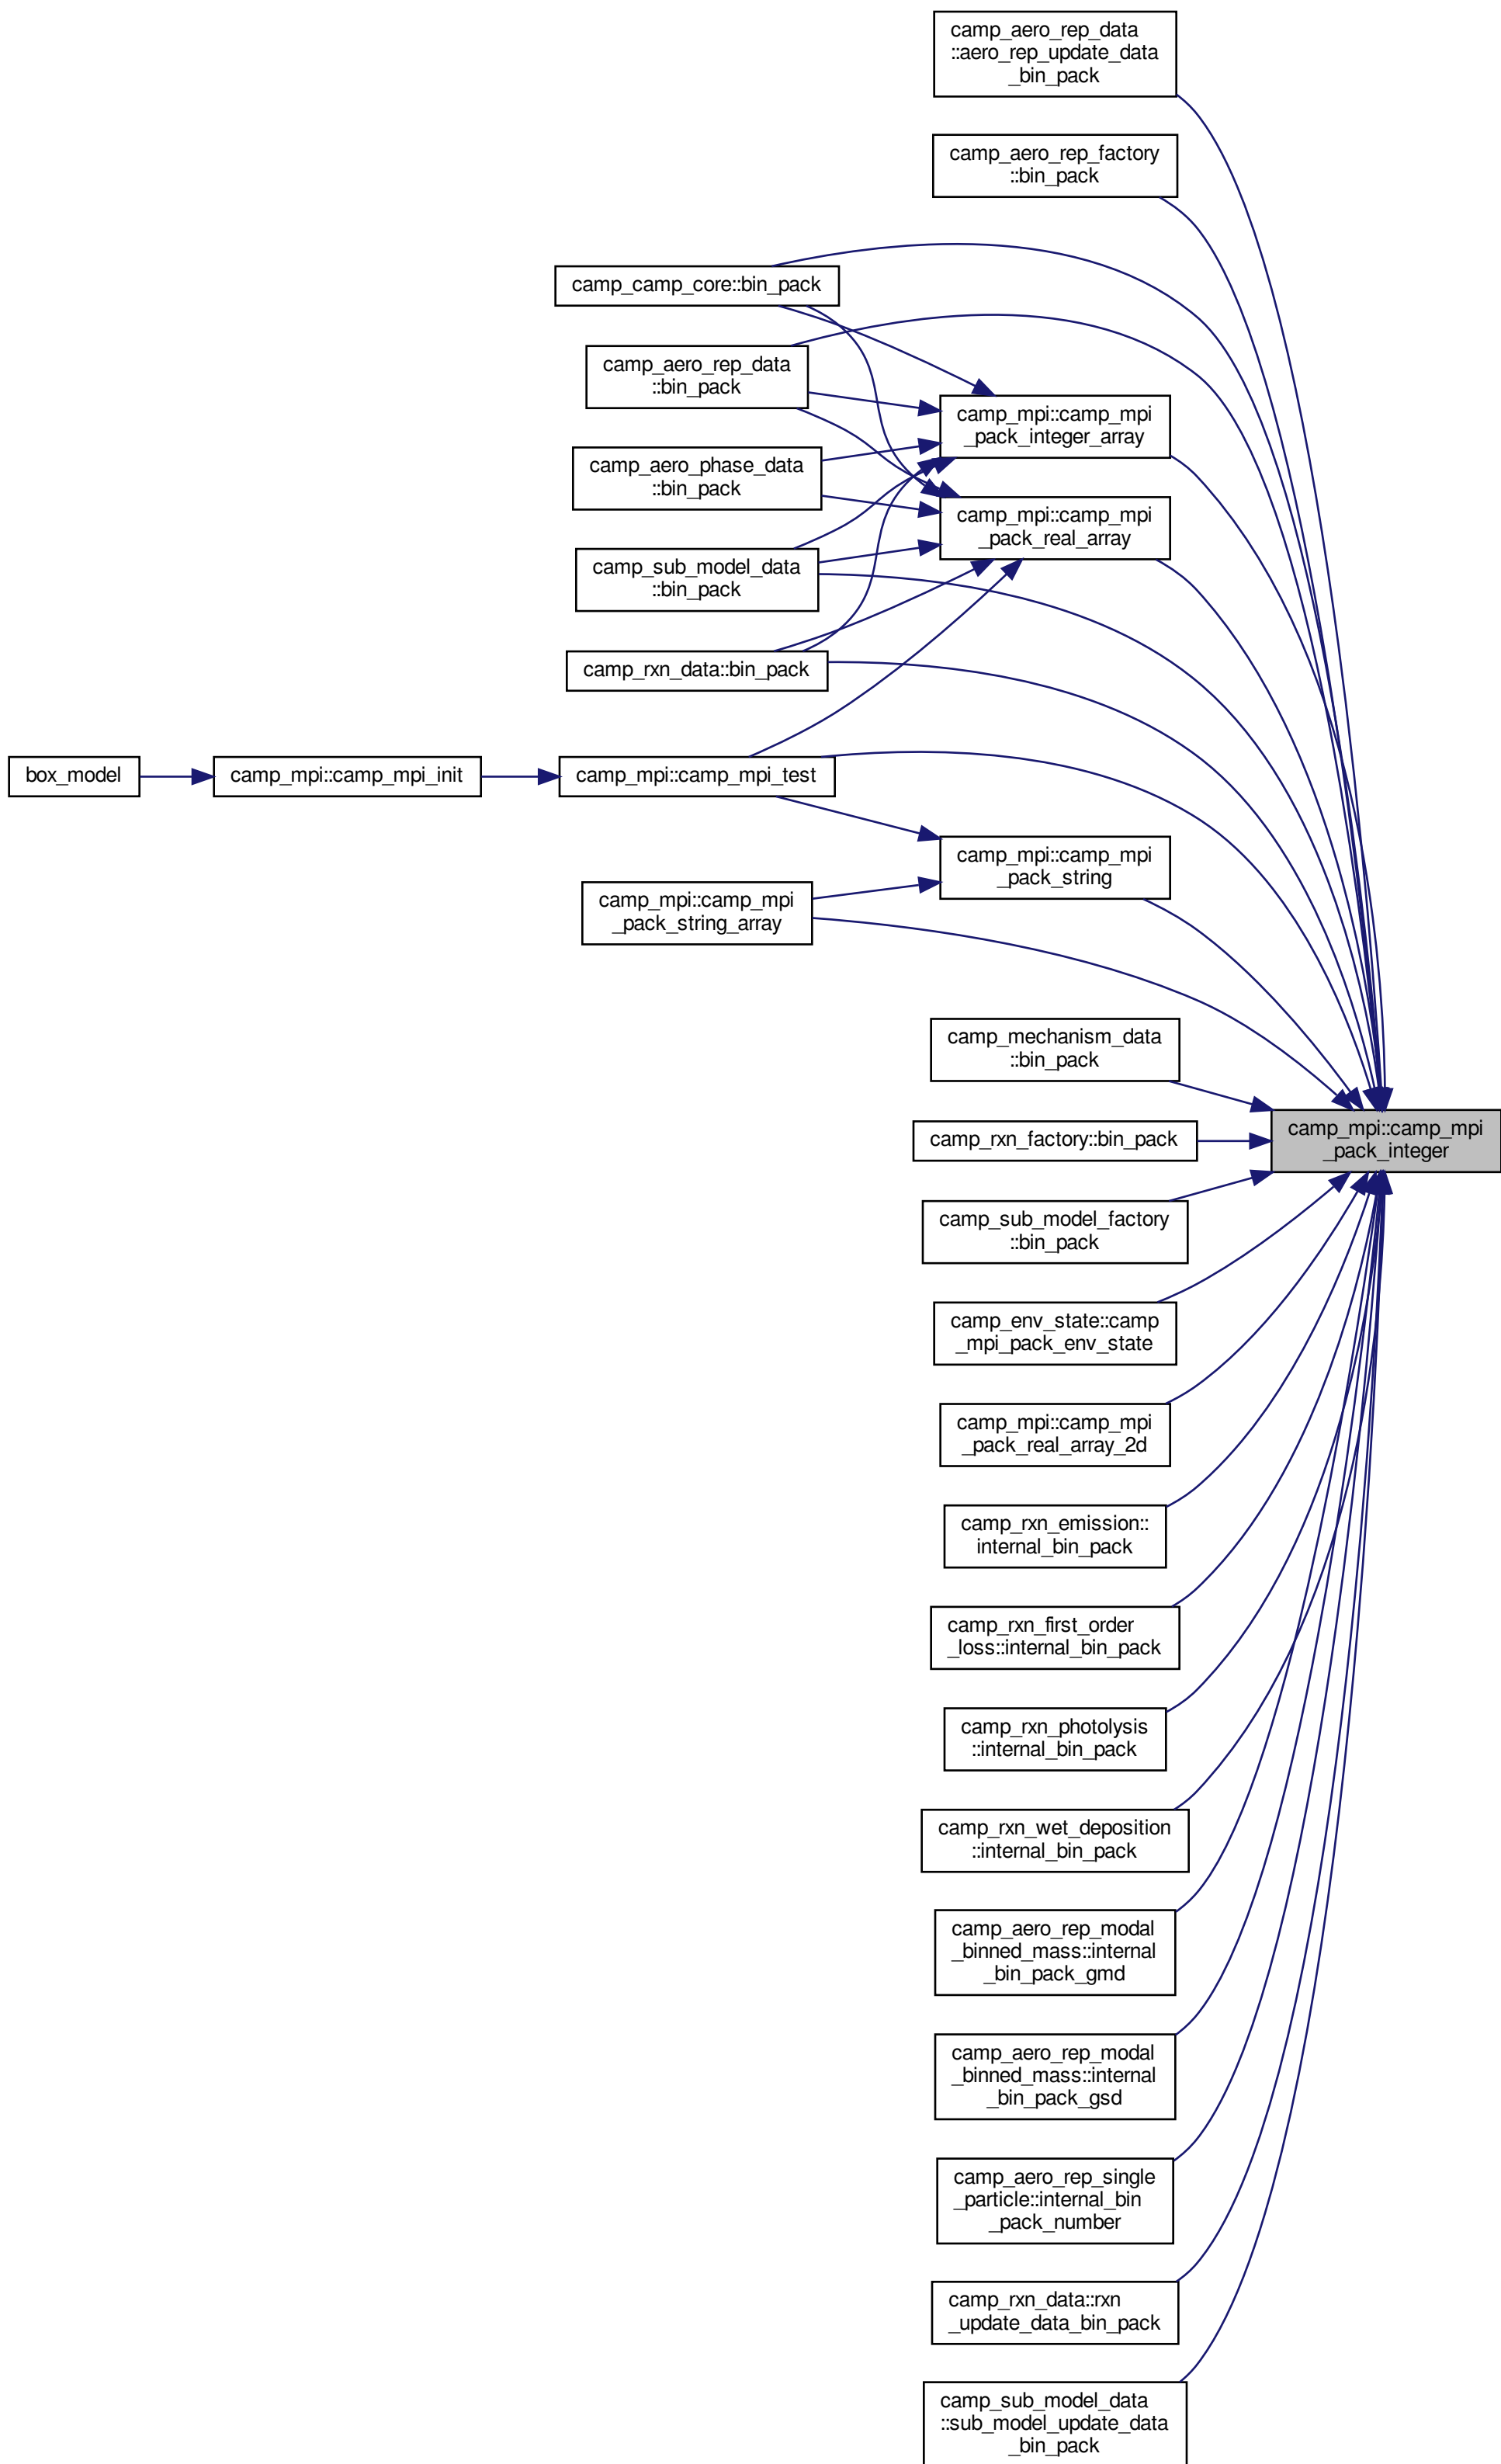 camp_aero_rep_data
::aero_rep_update_data
_bin_pack
camp_aero_rep_factory
::bin_pack
camp_camp_core::bin_pack
camp_aero_rep_data
::bin_pack
camp_mpi::camp_mpi
_pack_integer_array
camp_aero_phase_data
::bin_pack
camp_mpi::camp_mpi
_pack_real_array
camp_sub_model_data
::bin_pack
camp_rxn_data::bin_pack
box_model
camp_mpi::camp_mpi_init
camp_mpi::camp_mpi_test
camp_mpi::camp_mpi
_pack_string
camp_mpi::camp_mpi
_pack_string_array
camp_mechanism_data
::bin_pack
camp_mpi::camp_mpi
_pack_integer
camp_rxn_factory::bin_pack
camp_sub_model_factory
::bin_pack
camp_env_state::camp
_mpi_pack_env_state
camp_mpi::camp_mpi
_pack_real_array_2d
camp_rxn_emission::
internal_bin_pack
camp_rxn_first_order
_loss::internal_bin_pack
camp_rxn_photolysis
::internal_bin_pack
camp_rxn_wet_deposition
::internal_bin_pack
camp_aero_rep_modal
_binned_mass::internal
_bin_pack_gmd
camp_aero_rep_modal
_binned_mass::internal
_bin_pack_gsd
camp_aero_rep_single
_particle::internal_bin
_pack_number
camp_rxn_data::rxn
_update_data_bin_pack
camp_sub_model_data
::sub_model_update_data
_bin_pack